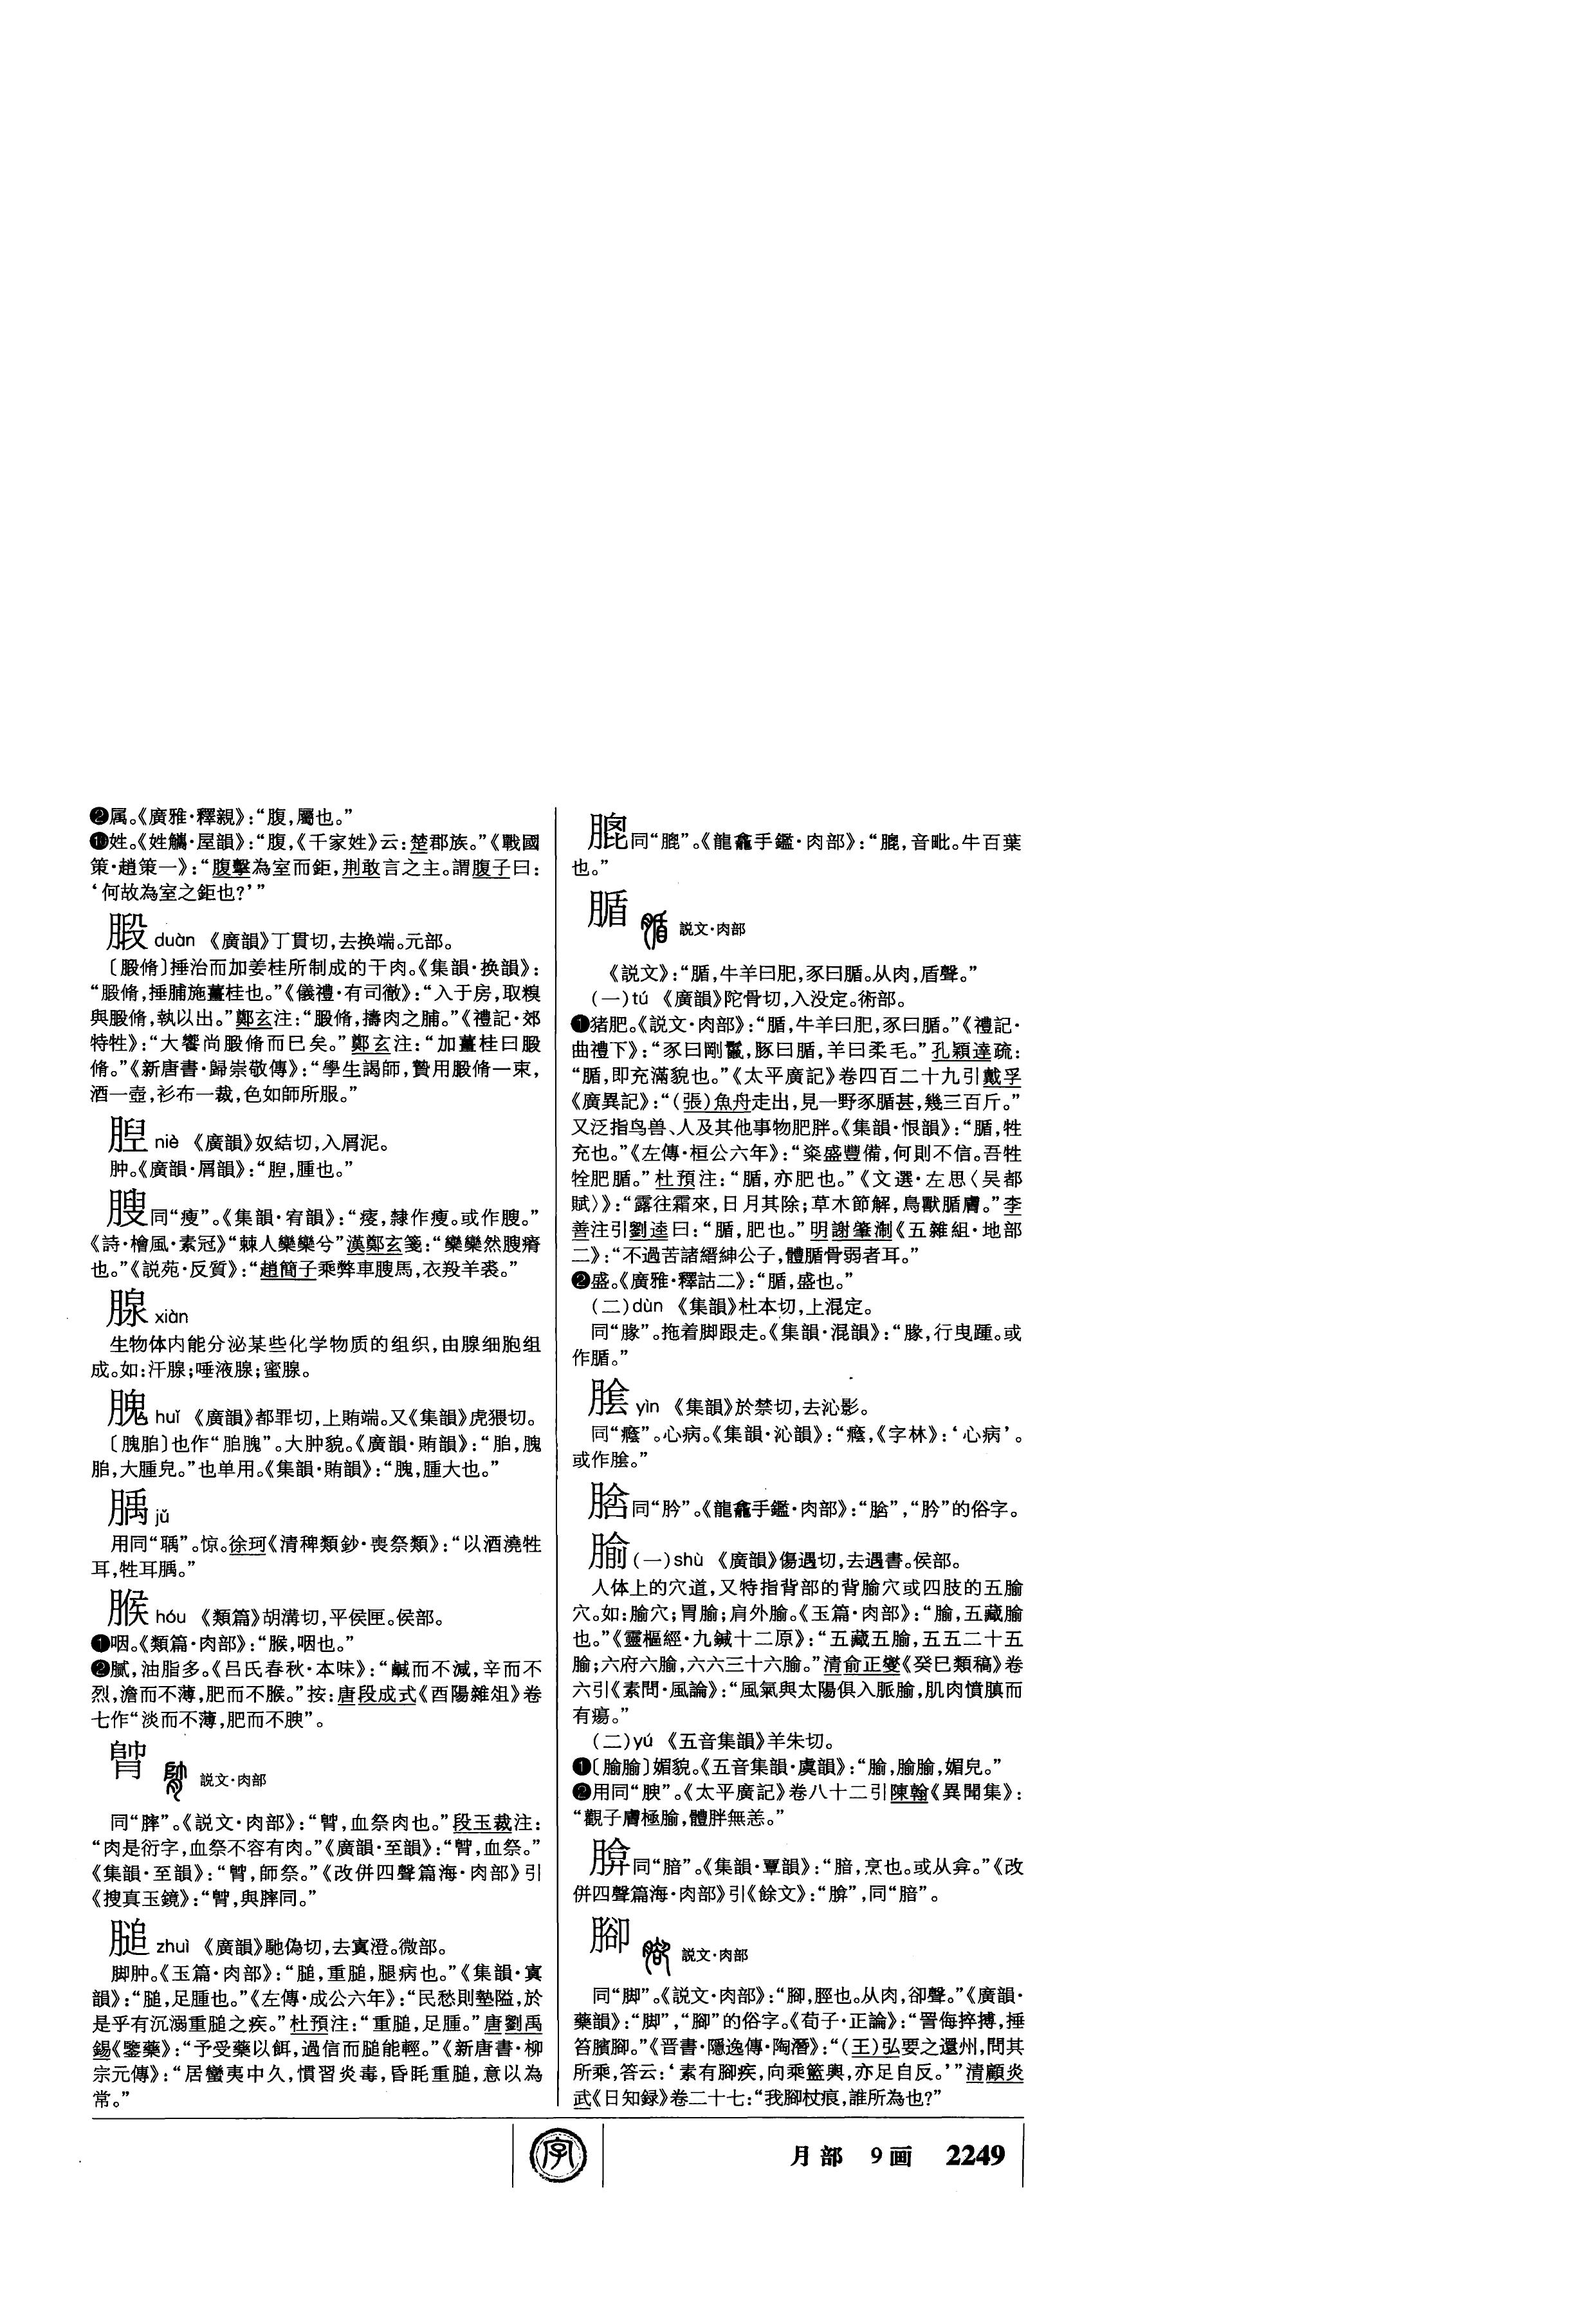 ❷属。《廣雅·釋親》：“腹，屬也。”
❿姓。《姓觿·屋韻》：“腹，《千家姓》云：楚郡族。”《戰國
策·趙策一》：“腹擊為室而鉅，荆敢言之主。謂腹子曰：
‘何故為室之鉅也？’”
腶 duàn 《廣韻》丁貫切，去换端。元部。
〔腶脩〕捶治而加姜桂所制成的干肉。《集韻·换韻》：
“腶脩，捶脯施薑桂也。”《儀禮·有司徹》：“入于房，取糗
與腶脩，執以出。”鄭玄注：“腶脩，擣肉之脯。”《禮記·郊
特牲》：“大饗尚腶脩而已矣。”鄭玄注：“加薑桂曰腶
脩。”《新唐書·歸崇敬傳》：“學生謁師，贄用腶脩一束，
酒一壺，衫布一裁，色如師所服。”
腥 niè 《廣韻》奴結切，入屑泥。
肿。《廣韻·屑韻》：“，腫也。”
膄同“瘦”。《集韻·宥韻》：“㾮，隸作瘦。或作膄。”
《詩·檜風·素冠》“棘人欒欒兮”漢鄭玄箋：“欒欒然膄瘠
也。”《説苑·反質》：“趙簡子乘弊車膄馬，衣羖羊裘。”
腺 xiàn
生物体内能分泌某些化学物质的组织，由腺细胞组
成。如：汗腺；唾液腺；蜜腺。
膇 huǐ 《廣韻》都罪切，上賄端。又《集韻》虎猥切。
〔腲〕也作“”。大肿貌。《廣韻·賄韻》：“，
，大腫皃。”也单用。《集韻·賄韻》：“，腫大也。”
腢 jǔ
用同“聥”。惊。徐珂《清稗類鈔·喪祭類》：“以酒澆牲
耳，牲耳。”
腞 hóu 《類篇》胡溝切，平侯匣。侯部。
❶咽。《類篇·肉部》：“，咽也。”
❷腻，油脂多。《吕氏春秋·本味》：“鹹而不減，辛而不
烈，澹而不薄，肥而不。”按：唐段成式《酉陽雜俎》卷
七作“淡而不薄，肥而不腴”。
説文·肉部
同“膟”。《説文·肉部》：“，血祭肉也。”段玉裁注：
“肉是衍字，血祭不容有肉。”《廣韻·至韻》：“，血祭。”
《集韻·至韻》：“，師祭。”《改併四聲篇海·肉部》引
《搜真玉鏡》：“，與膟同。”
膇 zhuì 《廣韻》馳偽切，去寘澄。微部。
脚肿。《玉篇·肉部》：“膇，重膇，腿病也。”《集韻·寘
韻》：“膇，足腫也。”《左傳·成公六年》：“民愁則墊隘，於
是乎有沉溺重膇之疾。”杜預注：“重膇，足腫。”唐劉禹
錫《鑒藥》：“予受藥以餌，過信而膇能輕。”《新唐書·柳
宗元傳》：“居蠻夷中久，慣習炎毒，昏眊重膇，意以為
常。”
膍同“膍”。《龍龕手鑑·肉部》：“，音毗。牛百葉
也。”
腯 説文·肉部
《説文》：“腯，牛羊曰肥，豕曰腯。从肉，盾聲。”
（一）tú 《廣韻》陀骨切，入没定。術部。
❶猪肥。《説文·肉部》：“腯，牛羊曰肥，豕曰腯。”《禮記·
曲禮下》：“豕曰剛鬣，豚曰腯，羊曰柔毛。”孔穎達疏：
“腯，即充滿貌也。”《太平廣記》卷四百二十九引戴孚
《廣異記》：“（張）魚舟走出，見一野豕腯甚，幾三百斤。”
又泛指鸟兽、人及其他事物肥胖。《集韻·恨韻》：“腯，牲
充也。”《左傳·桓公六年》：“粢盛豐備，何則不信。吾牲
牷肥腯。”杜預注：“腯，亦肥也。”《文選·左思〈吴都
賦〉》：“露往霜來，日月其除；草木節解，鳥獸腯膚。”李
善注引劉逵曰：“腯，肥也。”明謝肇淛《五雜組·地部
二》：“不過苦諸縉紳公子，體腯骨弱者耳。”
❷盛。《廣雅·釋詁二》：“腯，盛也。”
（二）dùn 《集韻》杜本切，上混定。
同“腞”。拖着脚跟走。《集韻·混韻》：“腞，行曳踵。或
作腯。”
yìn 《集韻》於禁切，去沁影。
同“癊”。心病。《集韻·沁韻》：“癊，《字林》：‘心病’。
或作。”
同“肣”。《龍龕手鑑·肉部》：“”，“肣”的俗字。
腧（一）shù 《廣韻》傷遇切，去遇書。侯部。
人体上的穴道，又特指背部的背腧穴或四肢的五腧
穴。如：腧穴；胃腧；肩外腧。《玉篇·肉部》：“腧，五藏腧
也。”《靈樞經·九鍼十二原》：“五藏五腧，五五二十五
腧；六府六腧，六六三十六腧。”清俞正燮《癸巳類稿》卷
六引《素問·風論》：“風氣與太陽俱入脈腧，肌肉憤䐜而
有瘍。”
（二）yú 《五音集韻》羊朱切。
❶〔腧腧〕媚貌。《五音集韻·虞韻》：“腧，腧腧，媚皃。”
❷用同“腴”。《太平廣記》卷八十二引陳翰《異聞集》：
“觀子膚極腧，體胖無恙。”
同“腤”。《集韻·覃韻》：“腤，烹也。或从弇。”《改
併四聲篇海·肉部》引《餘文》：“”，同“腤”。
腳 説文·肉部
同“脚”。《説文·肉部》：“腳，脛也。从肉，卻聲。”《廣韻·
藥韻》：“脚”，“腳”的俗字。《荀子·正論》：“詈侮捽搏，捶
笞臏腳。”《晋書·隱逸傳·陶潛》：“（王）弘要之還州，問其
所乘，答云：‘素有腳疾，向乘籃輿，亦足自反。’”清顧炎
武《日知録》卷二十七：“我腳杖痕，誰所為也？”
字
月部 9画 2249